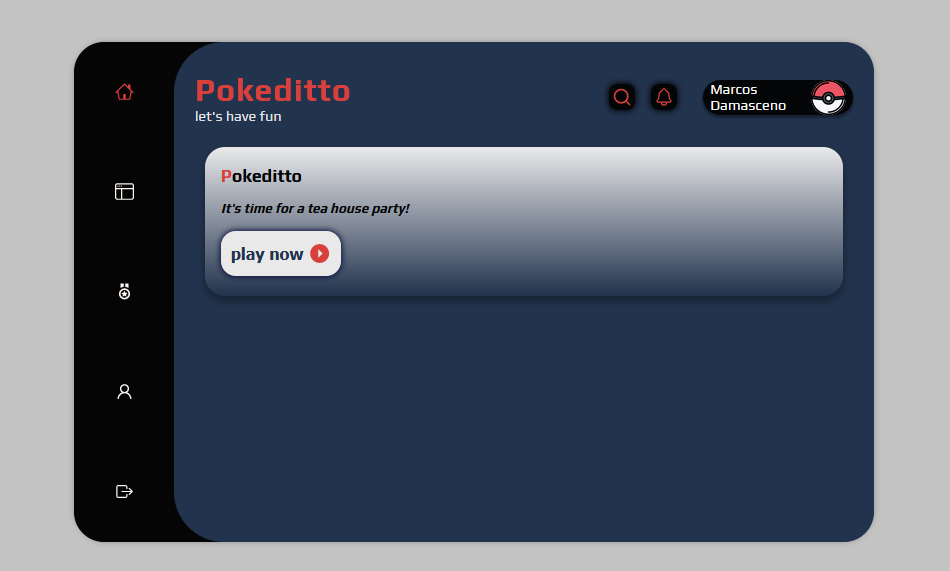 Pokeditto
let's have fun
Marcos
Damasceno
Pokeditto
It's time for a tea house party!
play now